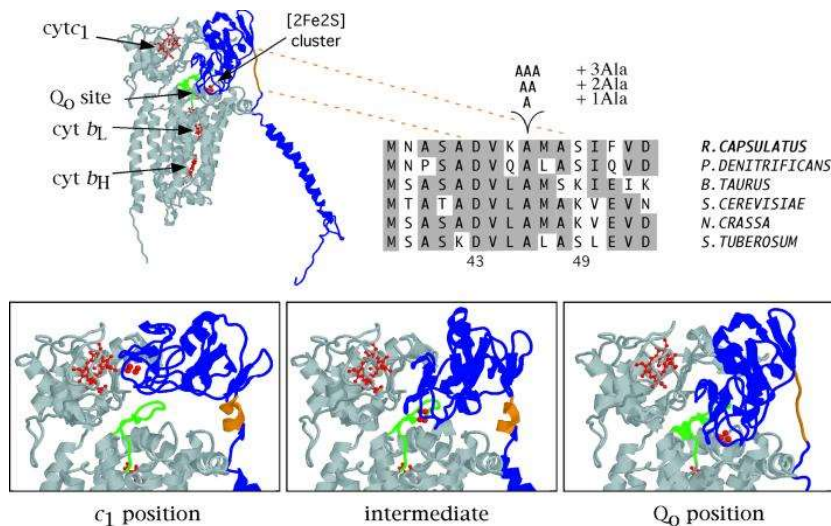 cytc₁
Qo site
cyt bL
cyt bH
[2Fe2S]
cluster
AAA + 3Ala
AA + 2Ala
A + 1Ala
M N A S A D V K A M A S I F V D R.CAPSULATUS
M N P S A D V Q A L A S I Q V D P.DENITRIFICANS
M S A S A D V L A M S K I E I K B.TAURUS
M T A T A D V L A M A K V E V N S.CEREVISIAE
M S A S A D V L A M A K V E V D N.CRASSA
M S A S K D V L A L A S L E V D S.TUBEROSUM
43 49
c₁ position
intermediate
Qo position